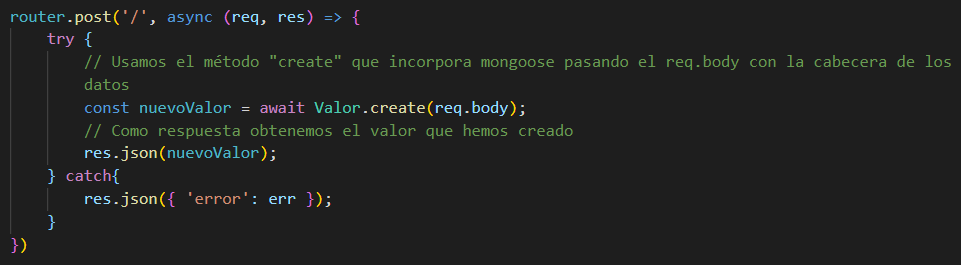 router.post('/', async (req, res) => {
try {
// Usamos el método "create" que incorpora mongoose pasando el req.body con la cabecera de los
datos
const nuevoValor = await Valor.create(req.body);
// Como respuesta obtenemos el valor que hemos creado
res.json(nuevoValor);
} catch{
res.json({ 'error': err });
}
})